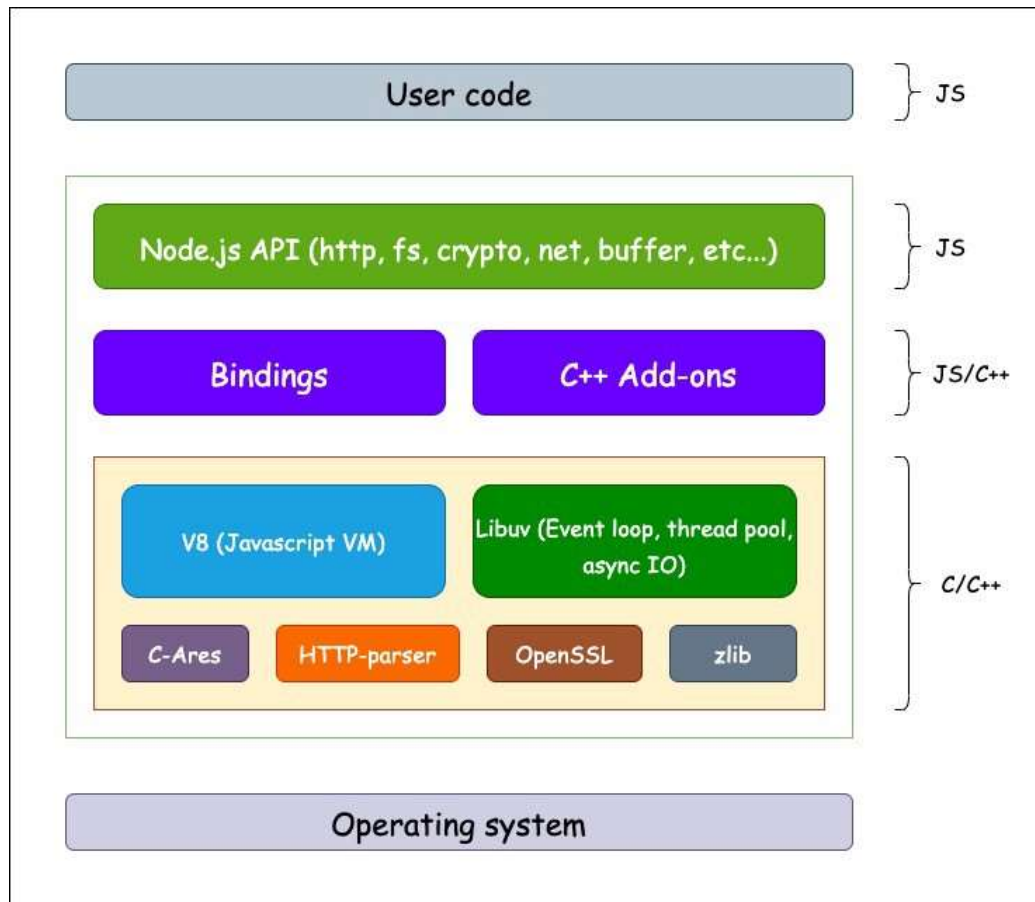 User code
JS
Node.js API (http, fs, crypto, net, buffer, etc...)
JS
Bindings
C++ Add-ons
JS/C++
V8 (Javascript VM)
Libuv (Event loop, thread pool,
async IO)
C/C++
C-Ares
HTTP-parser
OpenSSL
zlib
Operating system